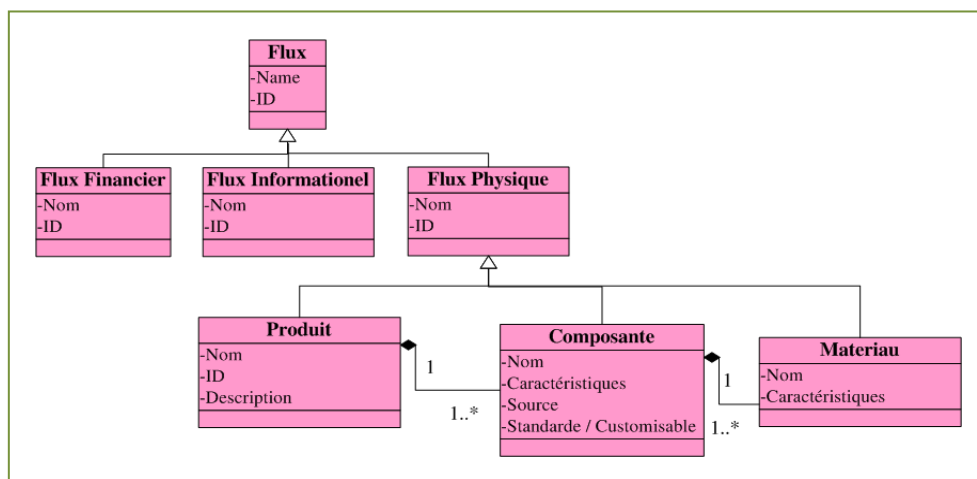 Flux
-Name
-ID
Flux Financier
-Nom
-ID
Flux Informationel
-Nom
-ID
Flux Physique
-Nom
-ID
Produit
-Nom
-ID
-Description
1
1..*
Composante
-Nom
-Caractéristiques
-Source
-Standarde / Customisable
1
1..*
Materiau
-Nom
-Caractéristiques